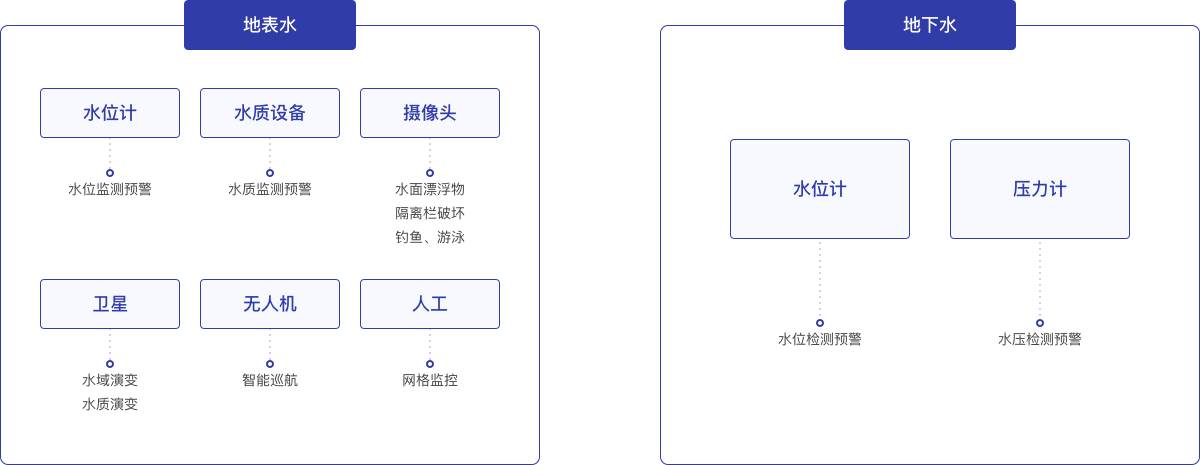 地表水
水位计
水质设备
摄像头
水位监测预警
水质监测预警
水面漂浮物
隔离栏破坏
钓鱼、游泳
卫星
无人机
人工
水域演变
水质演变
智能巡航
网格监控
地下水
水位计
压力计
水位检测预警
水压检测预警